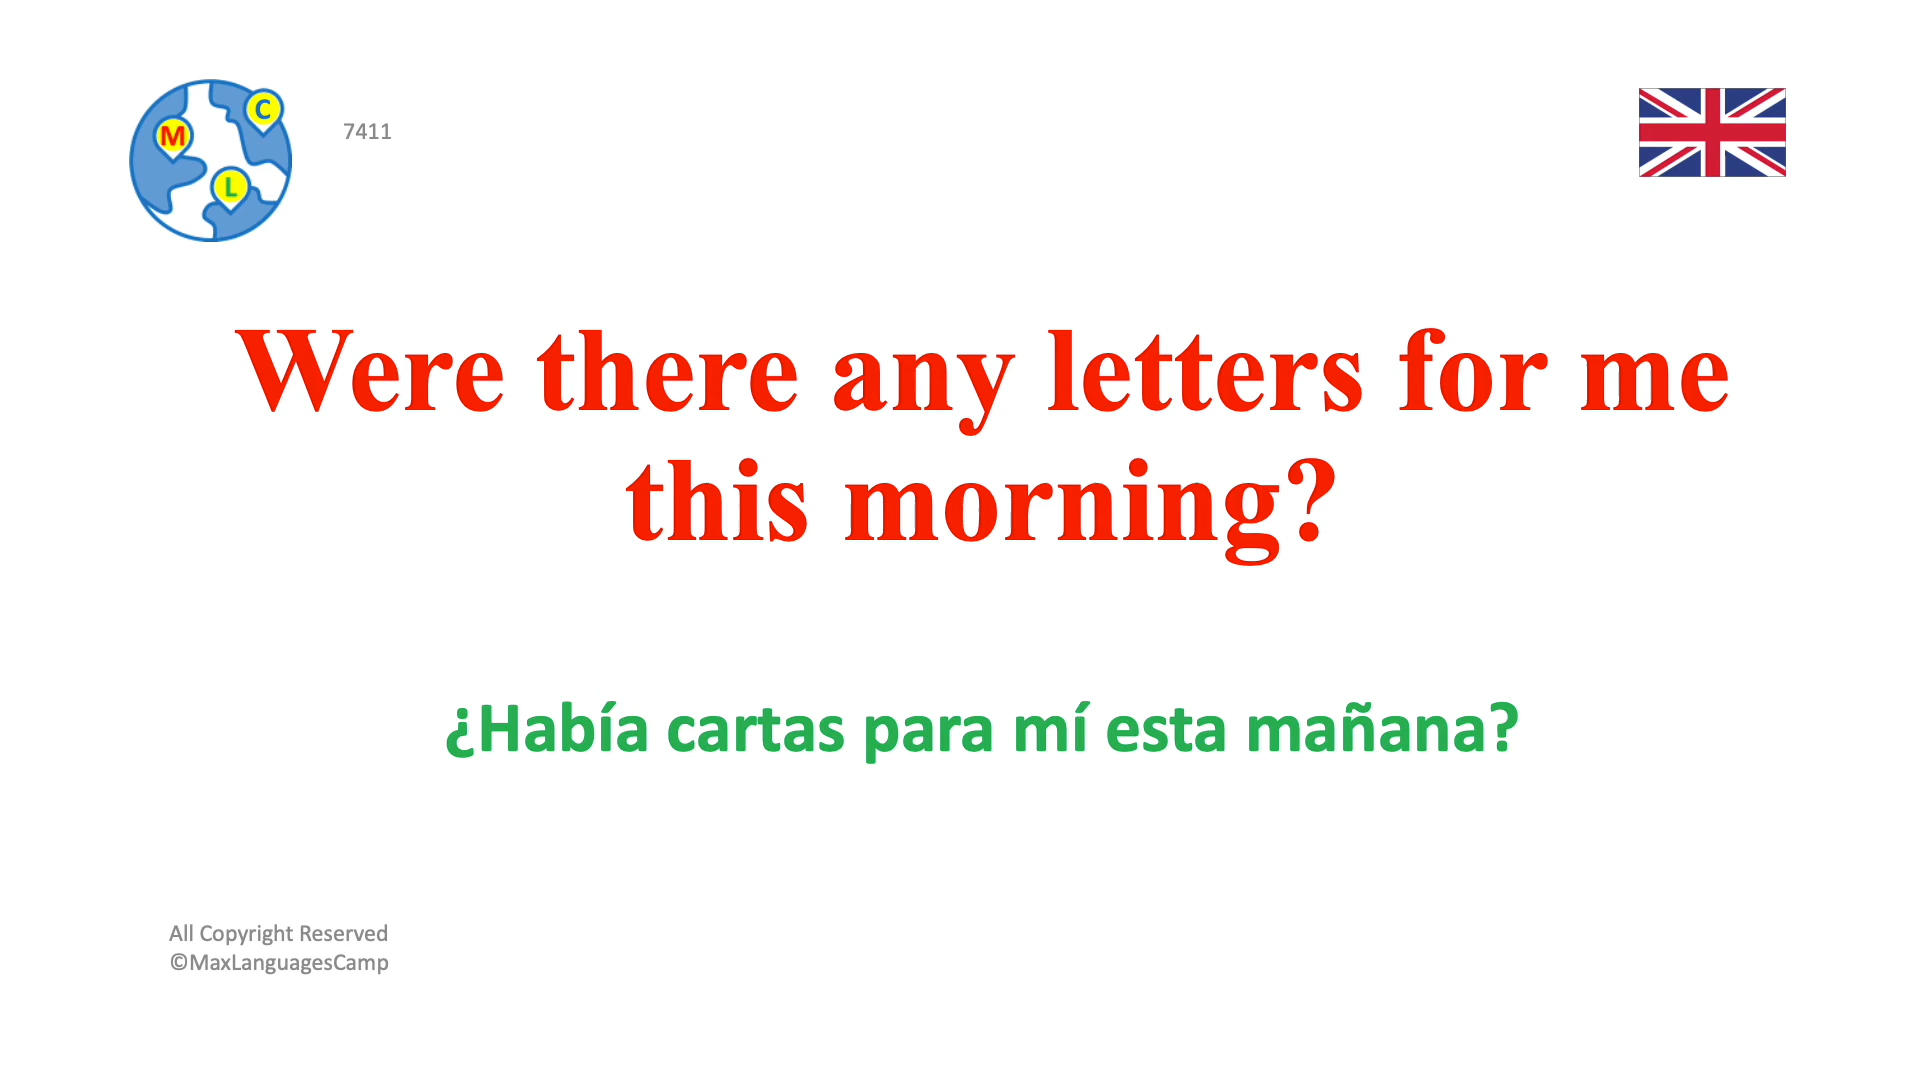 C
M
L
7411
Were there any letters for me
this morning?
¿Había cartas para mí esta mañana?
All Copyright Reserved
©MaxLanguagesCamp